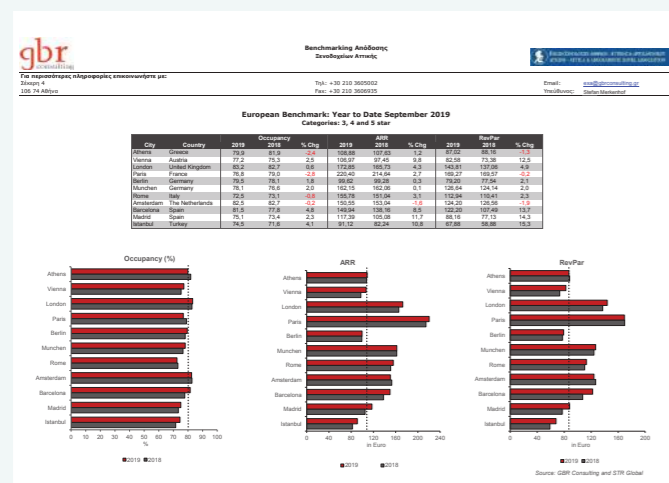 gbr
consulting
Benchmarking Απόδοσης
Ξενοδοχείων Αττικής
Για περισσότερες πληροφορίες επικοινωνήστε με:
106 74 Αθήνα
Τηλ: +30 210 3605002
Fax: +30 210 3606935
Email:
Υπεύθυνος:
European Benchmark: Year to Date September 2019
Categories: 3, 4 and 5 star
Occupancy ARR RevPar
City Country 2019 2018 % Chg 2019 2018 % Chg 2019 2018 % Chg
Athens Greece 79,9 81,9 -2,4 108,88 107,63 1,2 87,02 88,16 -1,3
Vienna Austria 77,2 75,3 2,5 106,97 97,45 9,8 82,58 73,38 12,5
London United Kingdom 83,2 82,7 0,6 172,85 165,73 4,3 143,81 137,06 4,9
Paris France 76,8 79,0 -2,8 220,40 214,64 2,7 169,27 169,57 -0,2
Berlin Germany 79,5 78,1 1,8 99,62 99,28 0,3 79,20 77,54 2,1
Munchen Germany 78,1 76,6 2,0 162,15 162,06 0,1 126,64 124,14 2,0
Rome Italy 72,5 73,1 -0,8 155,78 151,04 3,1 112,94 110,41 2,3
Amsterdam The Netherlands 82,5 82,7 -0,2 150,55 153,04 -1,6 124,20 126,56 -1,9
Barcelona Spain 81,5 77,8 4,8 149,94 138,16 8,5 122,20 107,49 13,7
Madrid Spain 75,1 73,4 2,3 117,39 105,08 11,7 88,16 77,13 14,3
Istanbul Turkey 74,5 71,6 4,1 91,12 82,24 10,8 67,88 58,86 15,3
Occupancy (%)
Athens
Vienna
London
Paris
Berlin
Munchen
Rome
Amsterdam
Barcelona
Madrid
Istanbul
0 10 20 30 40 50 60 70 80 90 100
%
2019 2018
ARR
Athens
Vienna
London
Paris
Berlin
Munchen
Rome
Amsterdam
Barcelona
Madrid
Istanbul
0 40 80 120 160 200 240
in Euro
2019 2018
RevPar
Athens
Vienna
London
Paris
Berlin
Munchen
Rome
Amsterdam
Barcelona
Madrid
Istanbul
0 40 80 120 160 200
in Euro
2019 2018
Source: GBR Consulting and STR Global